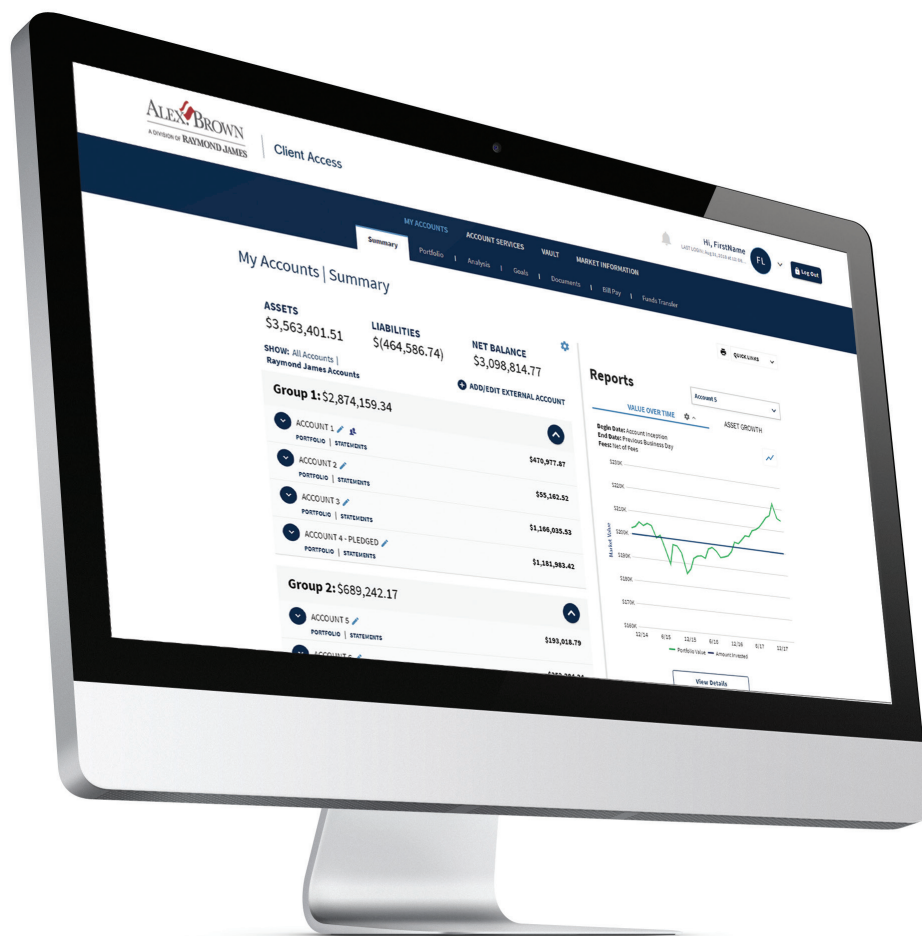 ALEX. BROWN
A DIVISION OF RAYMOND JAMES
Client Access
Hi, FirstName
FL
Log Out
MY ACCOUNTS
ACCOUNT SERVICES
VAULT
MARKET INFORMATION
Summary
Portfolio | Analysis | Goals | Documents | Bill Pay | Funds Transfer
My Accounts | Summary
QUICK LINKS
ASSETS
$3,563,401.51
LIABILITIES
$(464,586.74)
NET BALANCE
$3,098,814.77
SHOW: All Accounts |
Raymond James Accounts
ADD/EDIT EXTERNAL ACCOUNT
Group 1: $2,874,159.34
ACCOUNT 1
$470,977.87
PORTFOLIO | STATEMENTS
ACCOUNT 2
$55,162.52
PORTFOLIO | STATEMENTS
ACCOUNT 3
$1,166,035.53
PORTFOLIO | STATEMENTS
ACCOUNT 4 - PLEDGED
$1,181,983.42
PORTFOLIO | STATEMENTS
Group 2: $689,242.17
ACCOUNT 5
$193,018.79
PORTFOLIO | STATEMENTS
Reports
Account 5
VALUE OVER TIME
ASSET GROWTH
Begin Date: Account Inception
End Date: Previous Business Day
Fees: Net of Fees
Market Value
$230K
$220K
$210K
$200K
$190K
$180K
$170K
$160K
12/14 6/15 12/15 6/16 12/16 6/17 12/17
Portfolio Value
Amount Invested
View Details